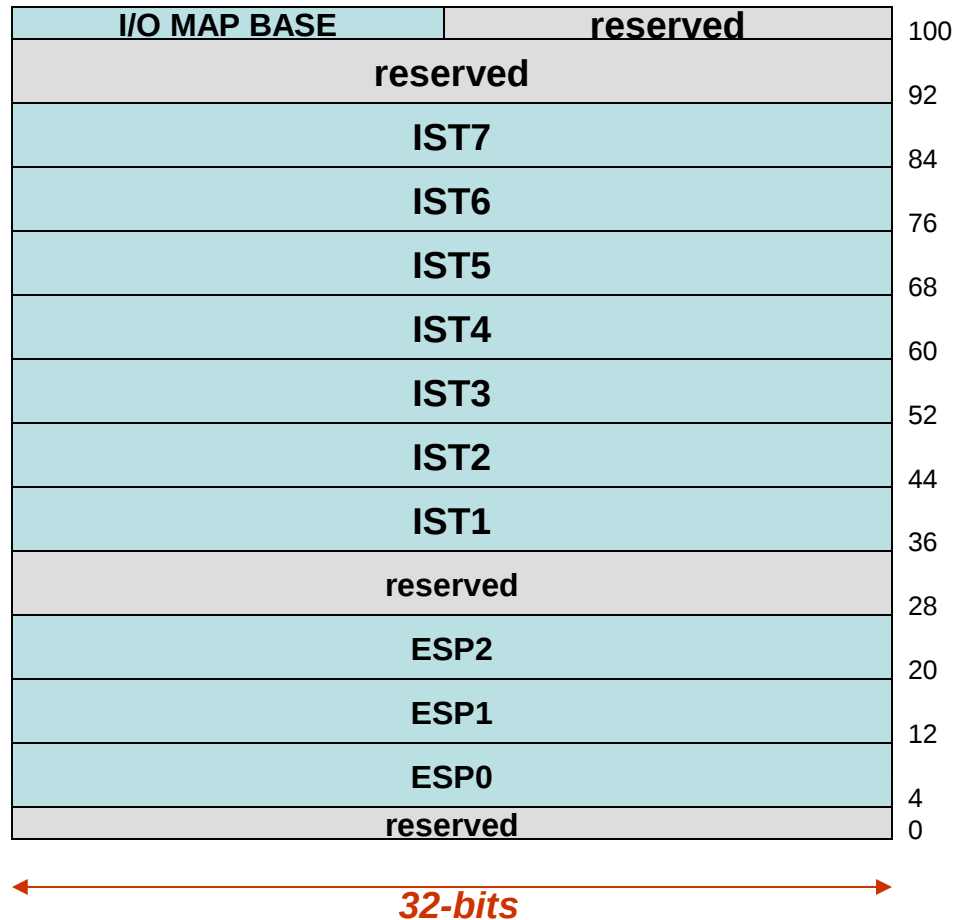 I/O MAP BASE reserved 100
reserved 92
IST7 84
IST6 76
IST5 68
IST4 60
IST3 52
IST2 44
IST1 36
reserved 28
ESP2 20
ESP1 12
ESP0 4
reserved 0
32-bits